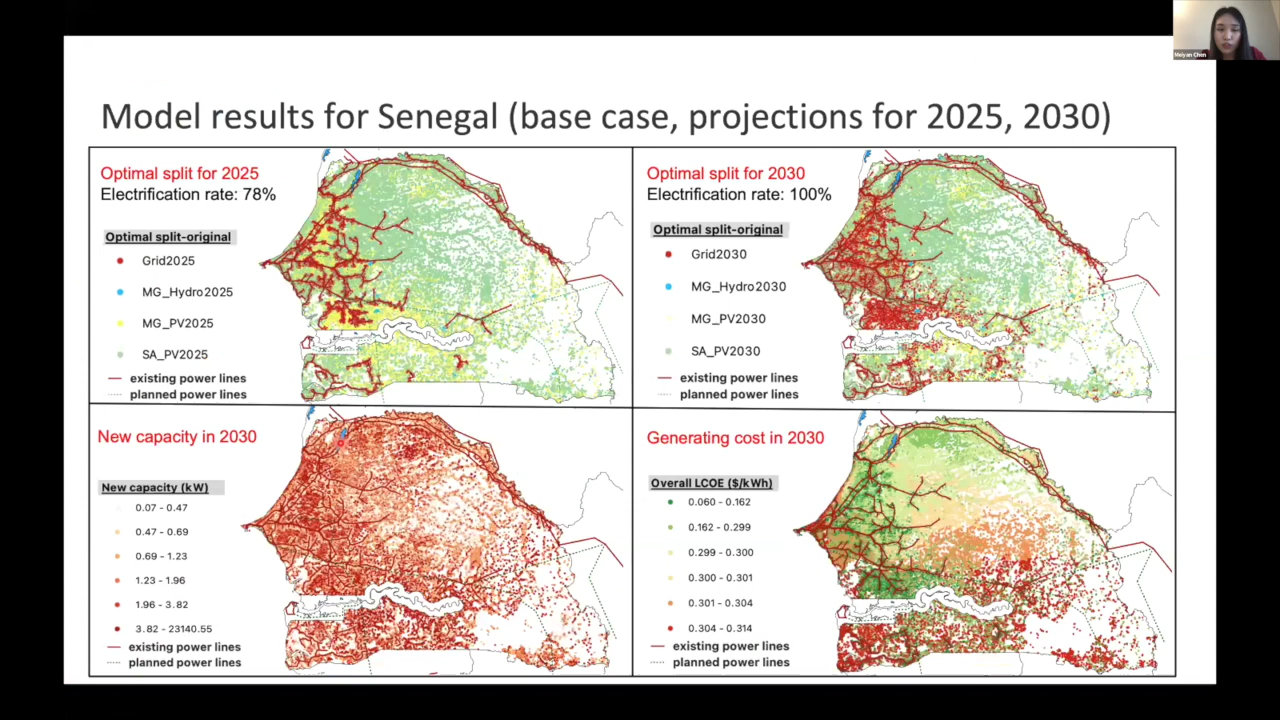 Meiyan Chen
Model results for Senegal (base case, projections for 2025, 2030)
Optimal split for 2025
Electrification rate: 78%
Optimal split-original
Grid2025
MG_Hydro2025
MG_PV2025
SA_PV2025
existing power lines
planned power lines
Optimal split for 2030
Electrification rate: 100%
Optimal split-original
Grid2030
MG_Hydro2030
MG_PV2030
SA_PV2030
existing power lines
planned power lines
New capacity in 2030
New capacity (kW)
0.07 - 0.47
0.47 - 0.69
0.69 - 1.23
1.23 - 1.96
1.96 - 3.82
3.82 - 23140.55
existing power lines
planned power lines
Generating cost in 2030
Overall LCOE ($/kWh)
0.060 - 0.162
0.162 - 0.299
0.299 - 0.300
0.300 - 0.301
0.301 - 0.304
0.304 - 0.314
existing power lines
planned power lines